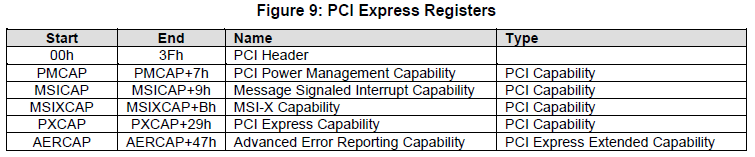 Figure 9: PCI Express Registers
Start End Name Type
00h 3Fh PCI Header
PMCAP PMCAP+7h PCI Power Management Capability PCI Capability
MSICAP MSICAP+9h Message Signaled Interrupt Capability PCI Capability
MSIXCAP MSIXCAP+Bh MSI-X Capability PCI Capability
PXCAP PXCAP+29h PCI Express Capability PCI Capability
AERCAP AERCAP+47h Advanced Error Reporting Capability PCI Express Extended Capability